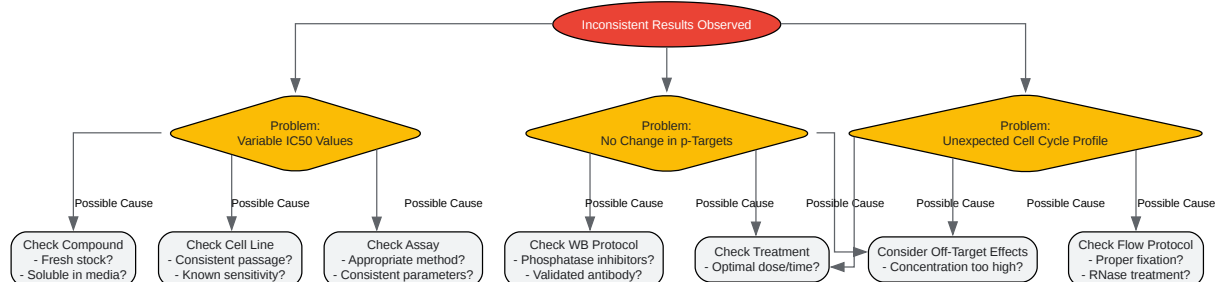 Inconsistent Results Observed
Problem:
Variable IC50 Values
Problem:
No Change in p-Targets
Problem:
Unexpected Cell Cycle Profile
Possible Cause
Possible Cause
Possible Cause
Possible Cause
Possible Cause
Possible Cause
Possible Cause
Possible Cause
Possible Cause
Check Compound
- Fresh stock?
- Soluble in media?
Check Cell Line
- Consistent passage?
- Known sensitivity?
Check Assay
- Appropriate method?
- Consistent parameters?
Check WB Protocol
- Phosphatase inhibitors?
- Validated antibody?
Check Treatment
- Optimal dose/time?
Consider Off-Target Effects
- Concentration too high?
Check Flow Protocol
- Proper fixation?
- RNase treatment?